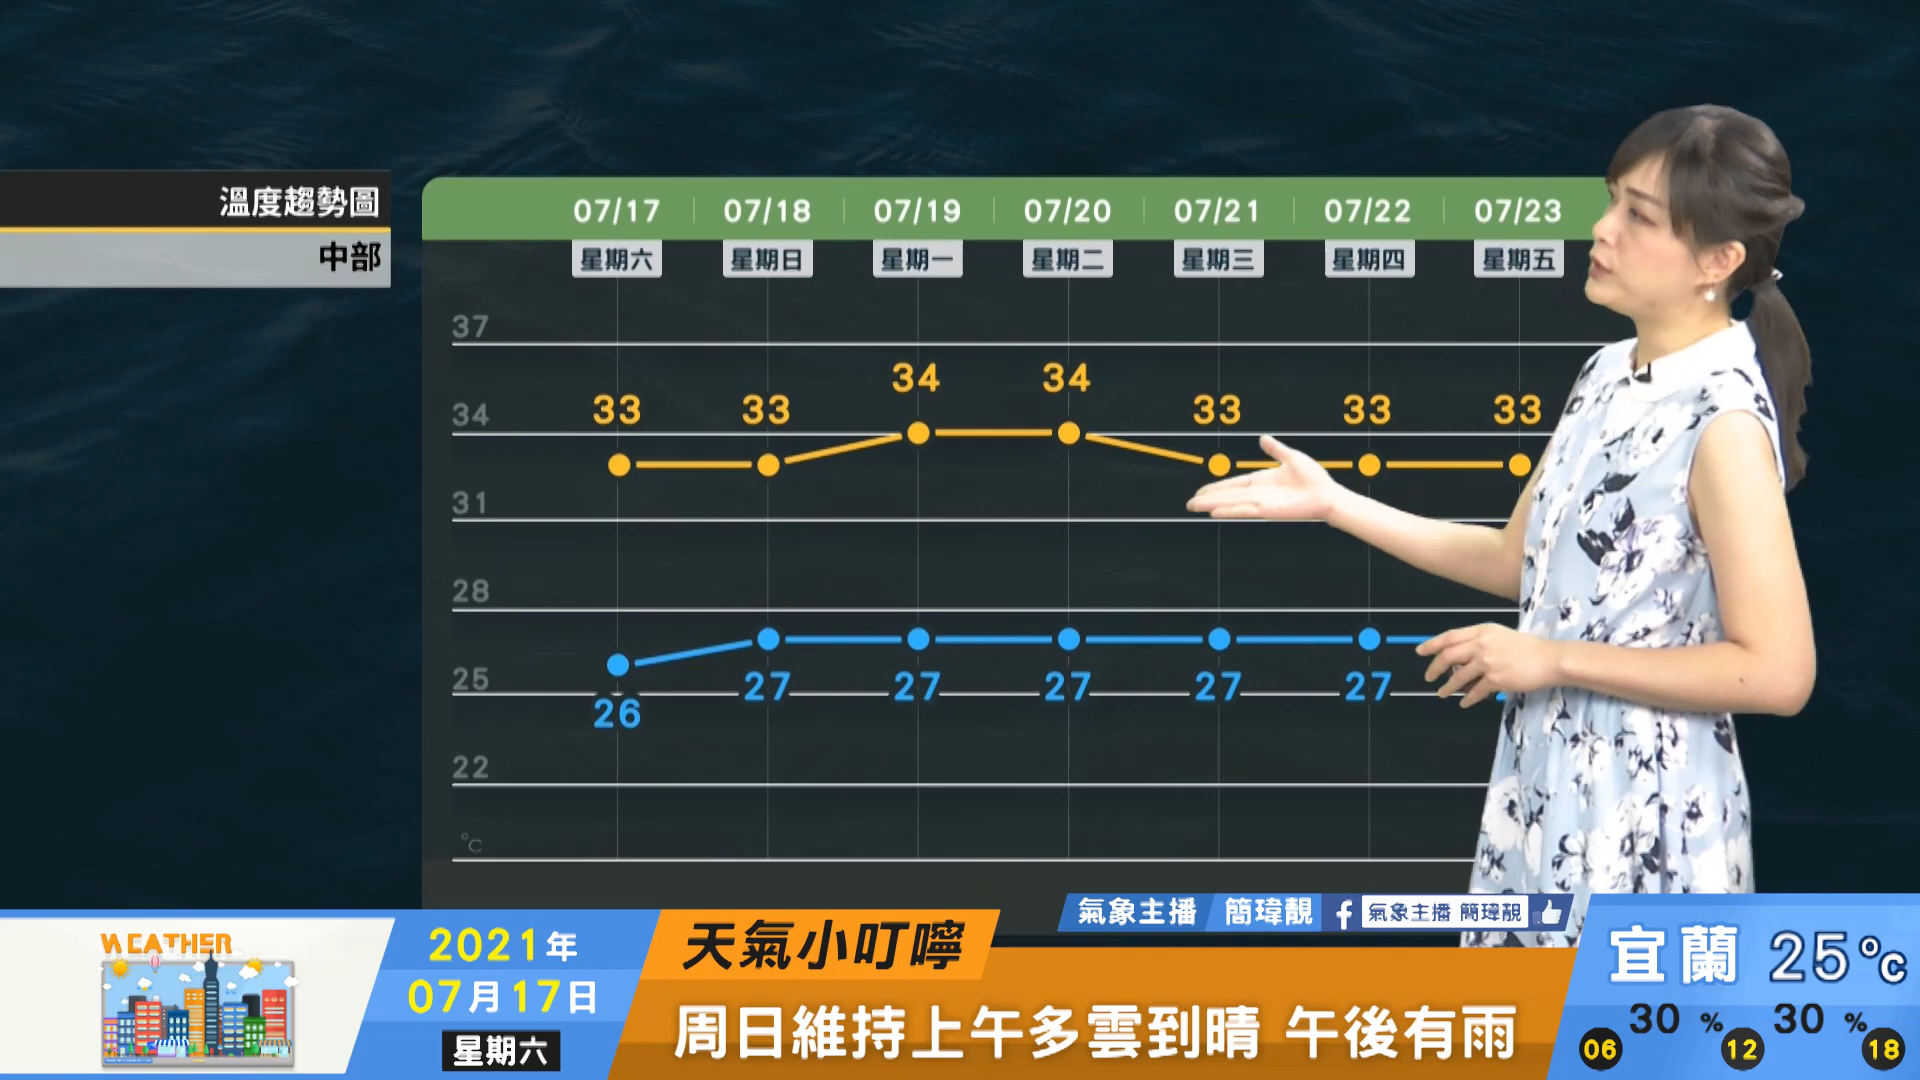 溫度趨勢圖
中部
07/17 07/18 07/19 07/20 07/21 07/22 07/23
星期六 星期日 星期一 星期二 星期三 星期四 星期五
37
34 34
33 33 33 33 33
34
31
28
25
27 27 27 27 27
26
22
°C
氣象主播 簡瑋靚 f 氣象主播 簡瑋靚
WEATHER
2021年
07月17日
星期六
天氣小叮嚀
周日維持上午多雲到晴 午後有雨
宜蘭 25°C
30 % 30 %
06 12 18